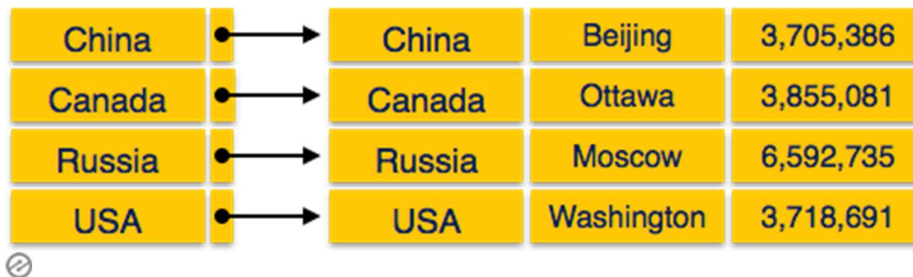 China China Beijing 3,705,386
Canada Canada Ottawa 3,855,081
Russia Russia Moscow 6,592,735
USA USA Washington 3,718,691